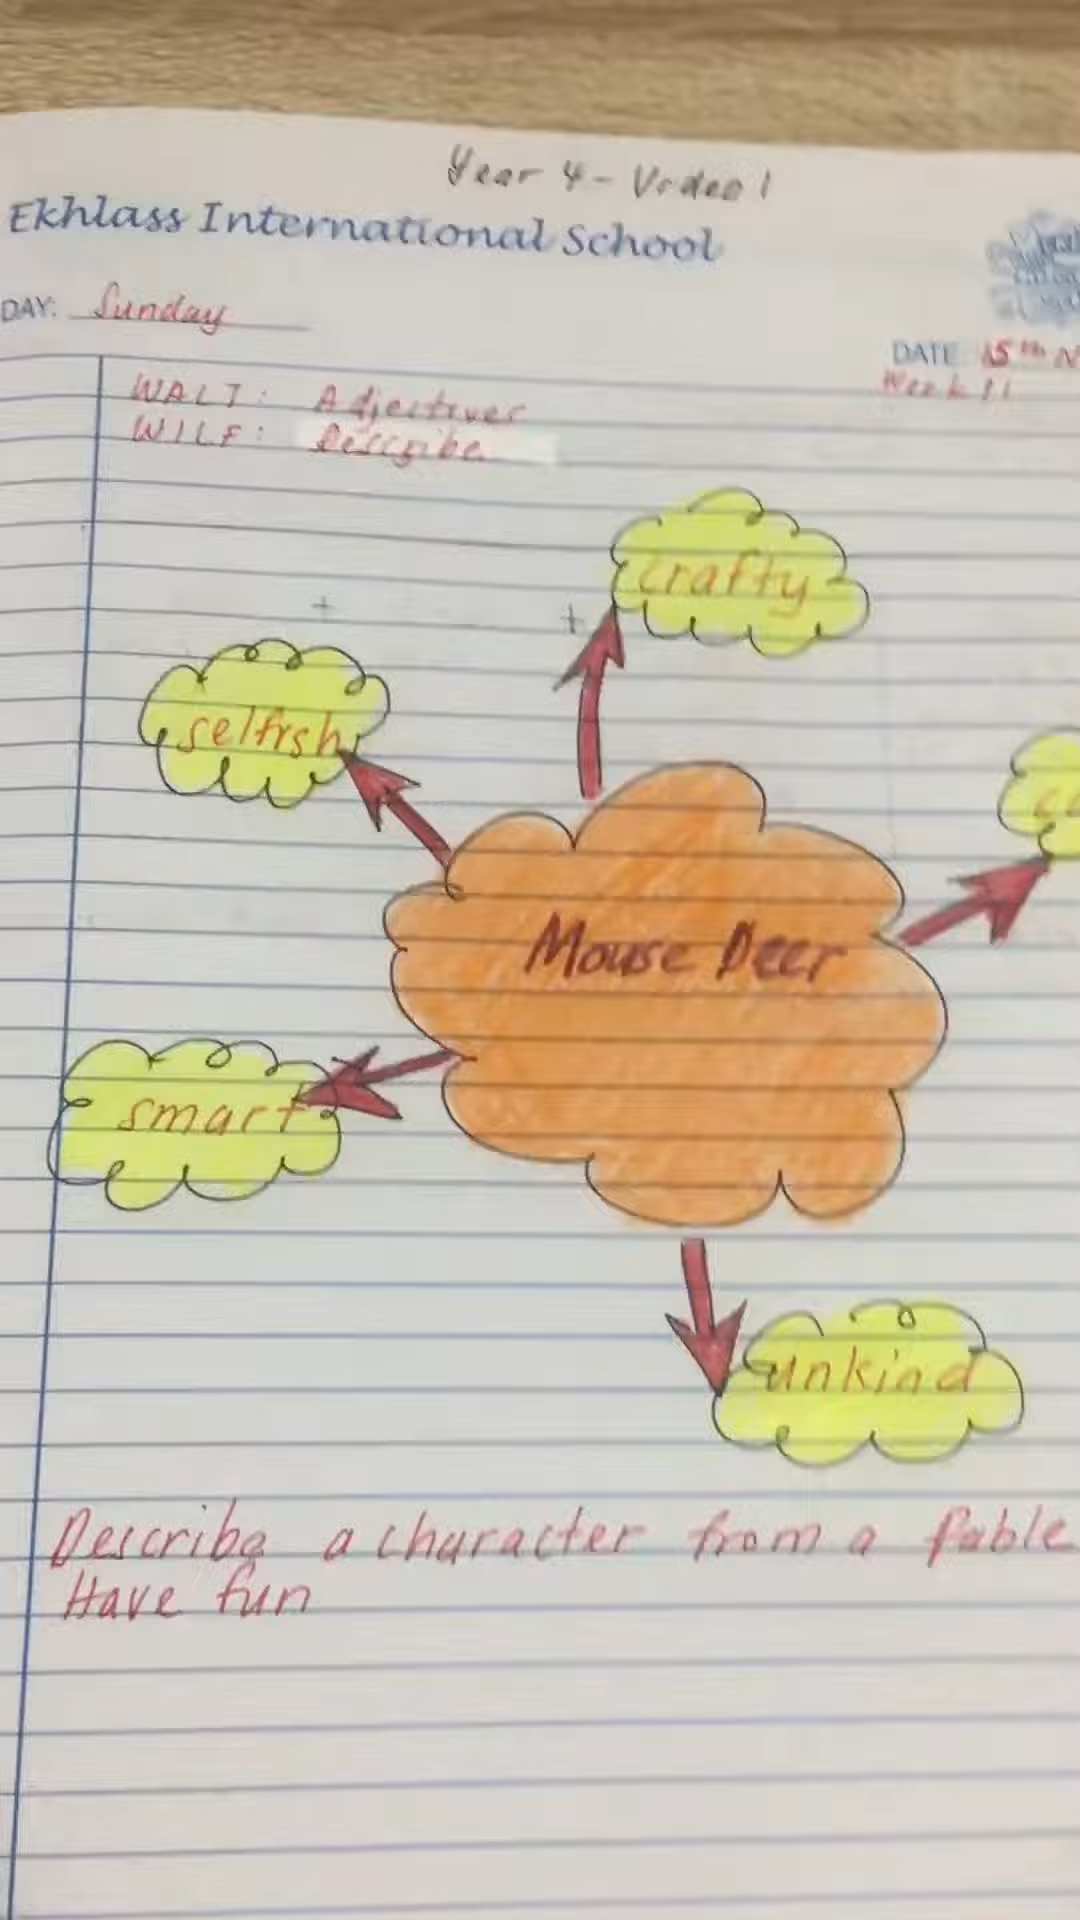 Year 4 - Video 1
Ekhlass International School
DAY: Sunday
DATE 15th N
Week 11
WALT: Adjectives
WILF: Describe
crafty
selfish
Mouse Deer
smart
unkind
Describe a character from a fable
Have fun